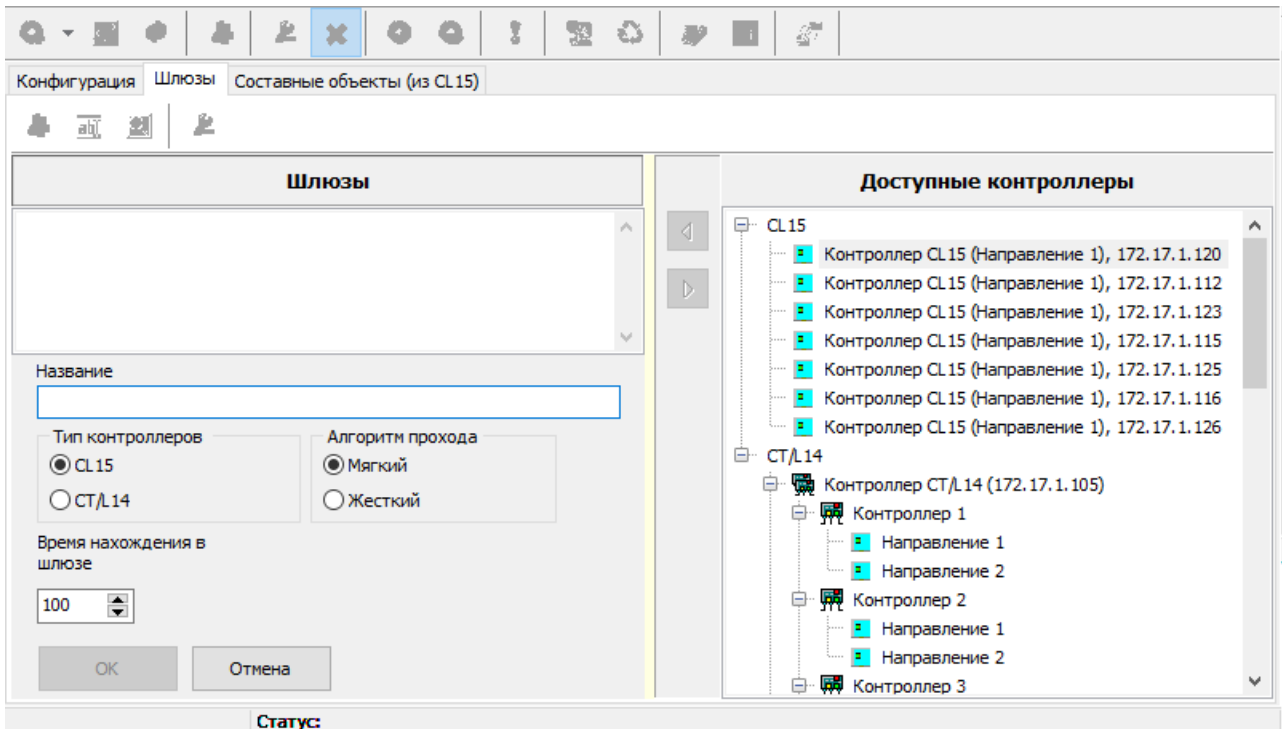 Конфигурация Шлюзы Составные объекты (из CL15)
ab
Шлюзы
Название
Тип контроллеров
CL15
CT/L14
Алгоритм прохода
Мягкий
Жесткий
Время нахождения в
шлюзе
100
OK Отмена
Доступные контроллеры
CL15
Контроллер CL15 (Направление 1), 172.17.1.120
Контроллер CL15 (Направление 1), 172.17.1.112
Контроллер CL15 (Направление 1), 172.17.1.123
Контроллер CL15 (Направление 1), 172.17.1.115
Контроллер CL15 (Направление 1), 172.17.1.125
Контроллер CL15 (Направление 1), 172.17.1.116
Контроллер CL15 (Направление 1), 172.17.1.126
CT/L14
Контроллер CT/L14 (172.17.1.105)
Контроллер 1
Направление 1
Направление 2
Контроллер 2
Направление 1
Направление 2
Контроллер 3
Статус: